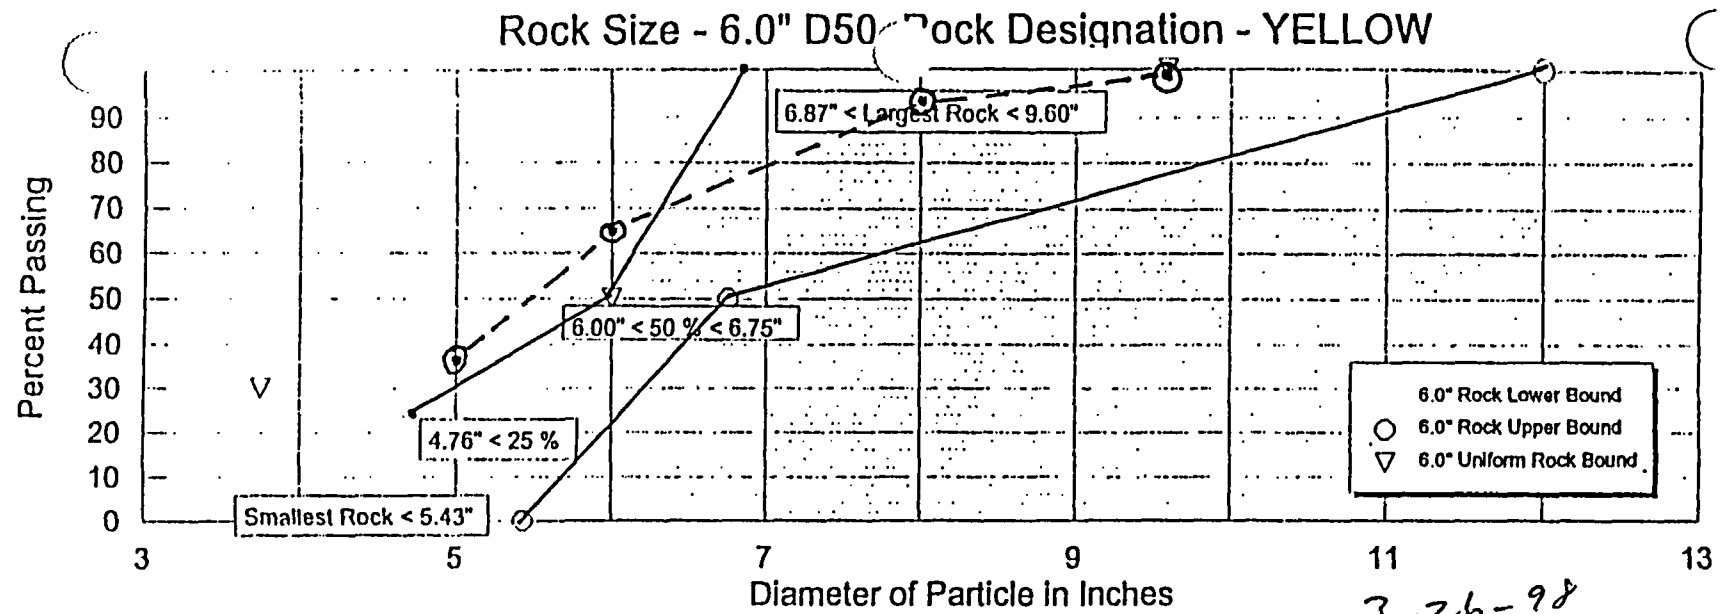 Rock Size - 6.0" D50 Rock Designation - YELLOW
Percent Passing
90
80
70
60
50
40
30
20
10
0
6.87" < Largest Rock < 9.60"
6.00" < 50 % < 6.75"
4.76" < 25 %
Smallest Rock < 5.43"
6.0" Rock Lower Bound
6.0" Rock Upper Bound
6.0" Uniform Rock Bound
3 5 7 9 11 13
Diameter of Particle in Inches
3-26-98